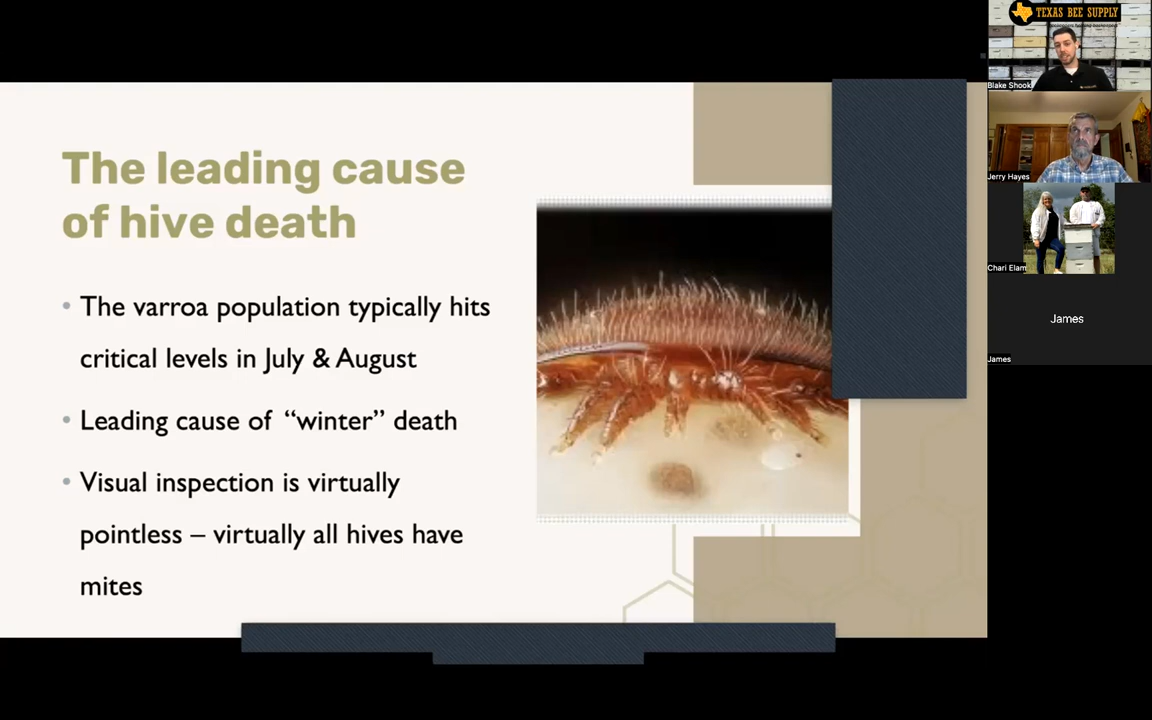 The leading cause
of hive death
• The varroa population typically hits
critical levels in July & August
• Leading cause of “winter” death
• Visual inspection is virtually
pointless – virtually all hives have
mites
TEXAS BEE SUPPLY
Blake Shook
Jerry Hayes
Chari Elam
James
James